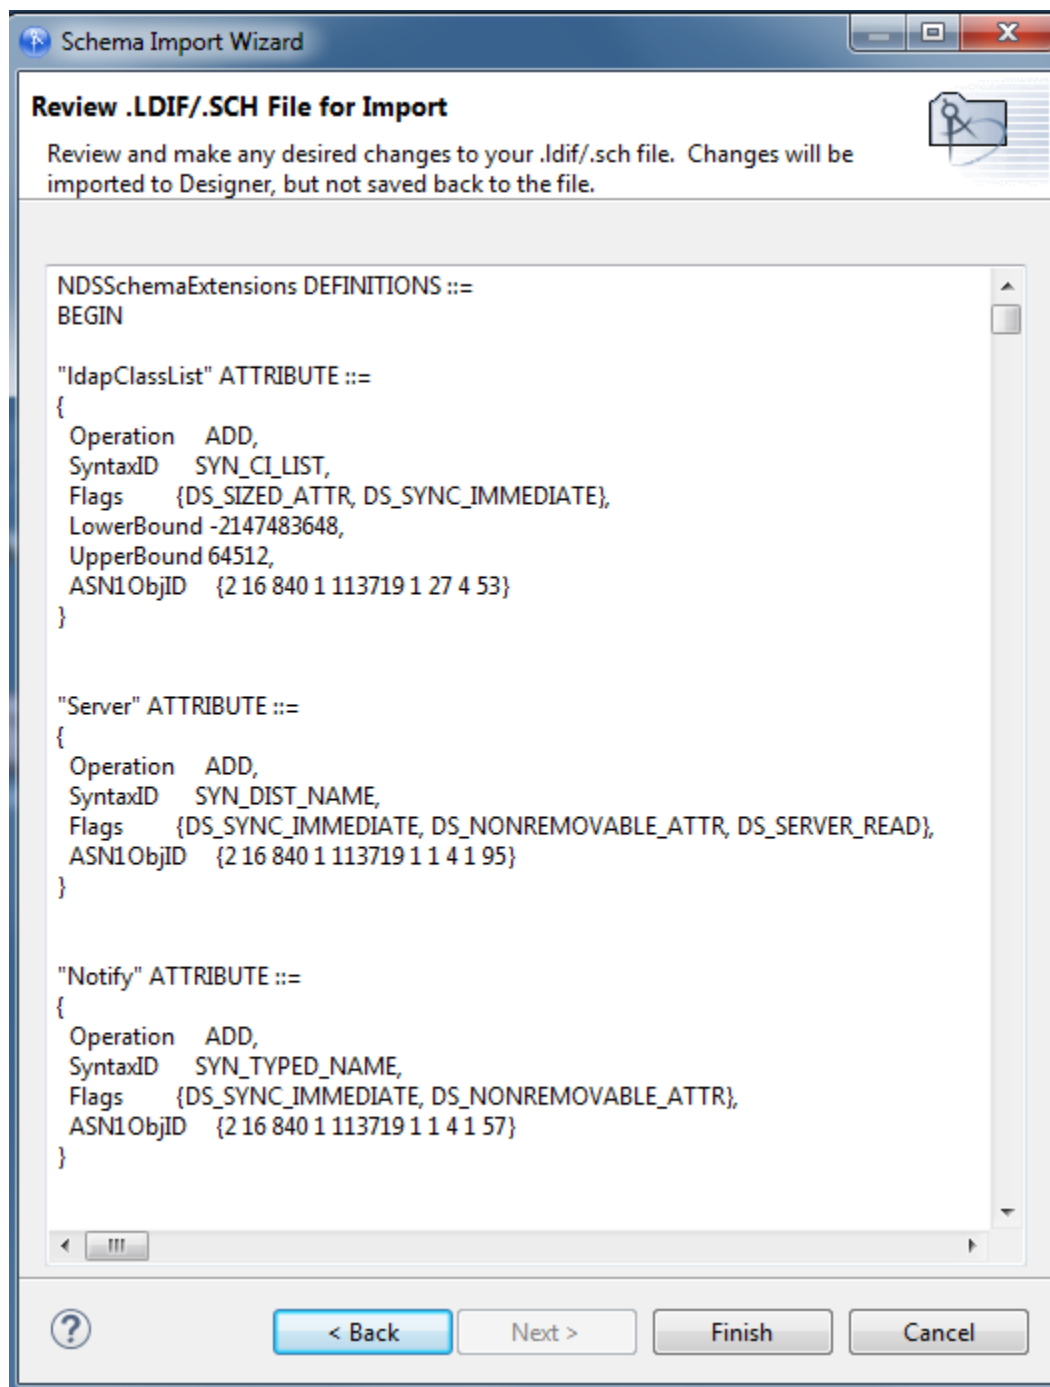 Schema Import Wizard
Review .LDIF/.SCH File for Import
Review and make any desired changes to your .ldif/.sch file.  Changes will be
imported to Designer, but not saved back to the file.
NDSSchemaExtensions DEFINITIONS ::=
BEGIN
"ldapClassList" ATTRIBUTE ::=
{
Operation ADD,
SyntaxID SYN_CI_LIST,
Flags {DS_SIZED_ATTR, DS_SYNC_IMMEDIATE},
LowerBound -2147483648,
UpperBound 64512,
ASN1ObjID {2 16 840 1 113719 1 27 4 53}
}
"Server" ATTRIBUTE ::=
{
Operation ADD,
SyntaxID SYN_DIST_NAME,
Flags {DS_SYNC_IMMEDIATE, DS_NONREMOVABLE_ATTR, DS_SERVER_READ},
ASN1ObjID {2 16 840 1 113719 1 1 4 1 95}
}
"Notify" ATTRIBUTE ::=
{
Operation ADD,
SyntaxID SYN_TYPED_NAME,
Flags {DS_SYNC_IMMEDIATE, DS_NONREMOVABLE_ATTR},
ASN1ObjID {2 16 840 1 113719 1 1 4 1 57}
}
? < Back Next > Finish Cancel